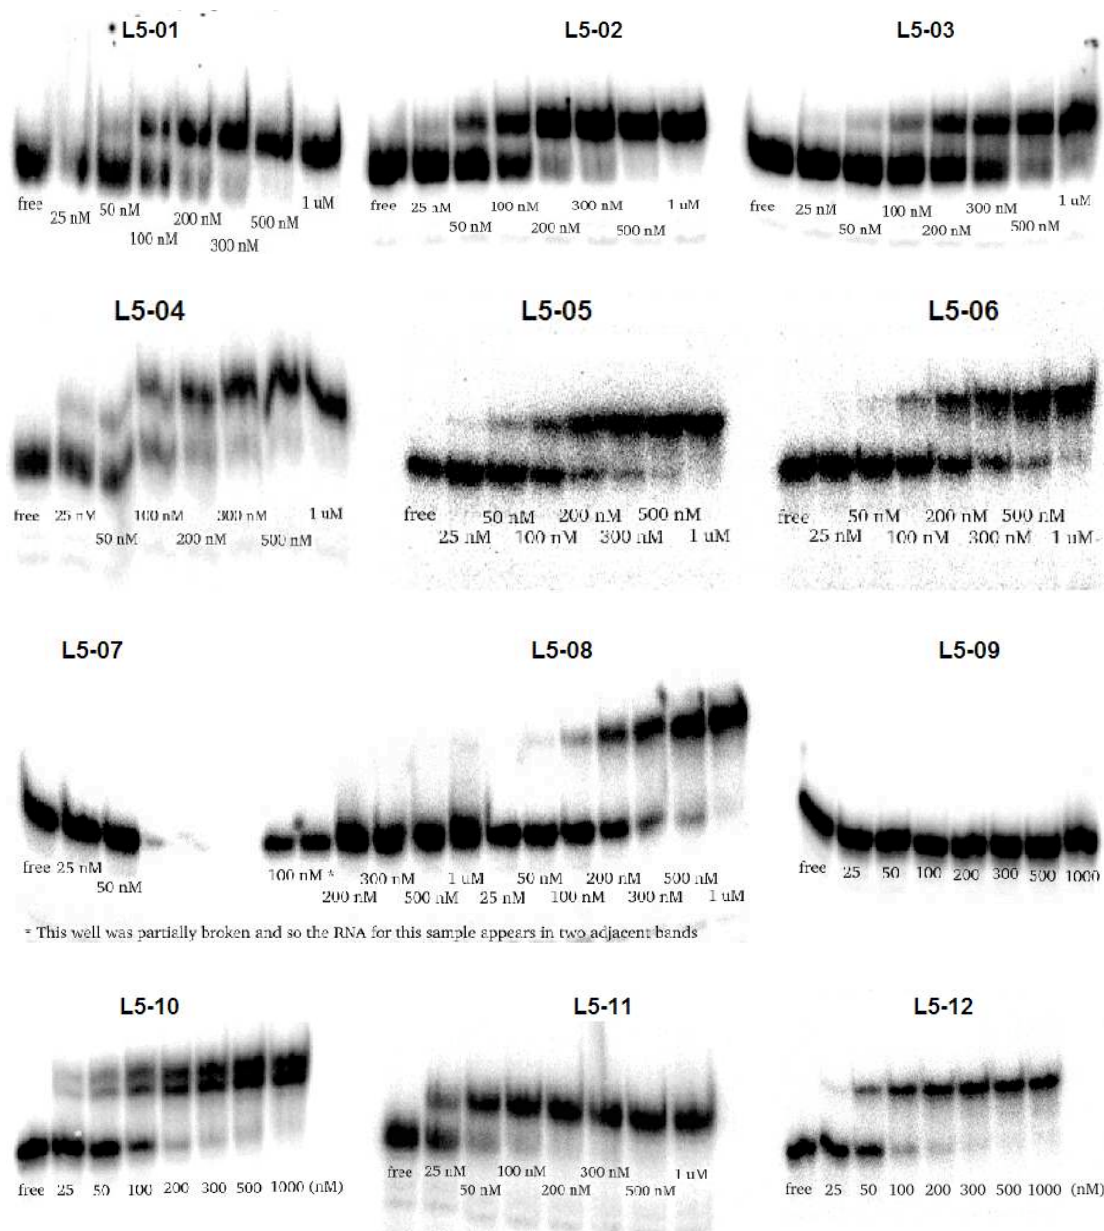 L5-01 L5-02 L5-03
free 25 nM 50 nM 100 nM 200 nM 300 nM 500 nM 1 uM
free 25 nM 50 nM 100 nM 200 nM 300 nM 500 nM 1 uM
free 25 nM 50 nM 100 nM 200 nM 300 nM 500 nM 1 uM
L5-04 L5-05 L5-06
free 25 nM 50 nM 100 nM 200 nM 300 nM 500 nM 1 uM
free 25 nM 50 nM 100 nM 200 nM 300 nM 500 nM 1 uM
free 25 nM 50 nM 100 nM 200 nM 300 nM 500 nM 1 uM
L5-07 L5-08 L5-09
free 25 nM 50 nM
100 nM * 200 nM 300 nM 500 nM 1 uM 25 nM 50 nM 100 nM 200 nM 300 nM 500 nM 1 uM
free 25 50 100 200 300 500 1000
* This well was partially broken and so the RNA for this sample appears in two adjacent bands
L5-10 L5-11 L5-12
free 25 50 100 200 300 500 1000 (nM)
free 25 nM 50 nM 100 nM 200 nM 300 nM 500 nM 1 uM
free 25 50 100 200 300 500 1000 (nM)